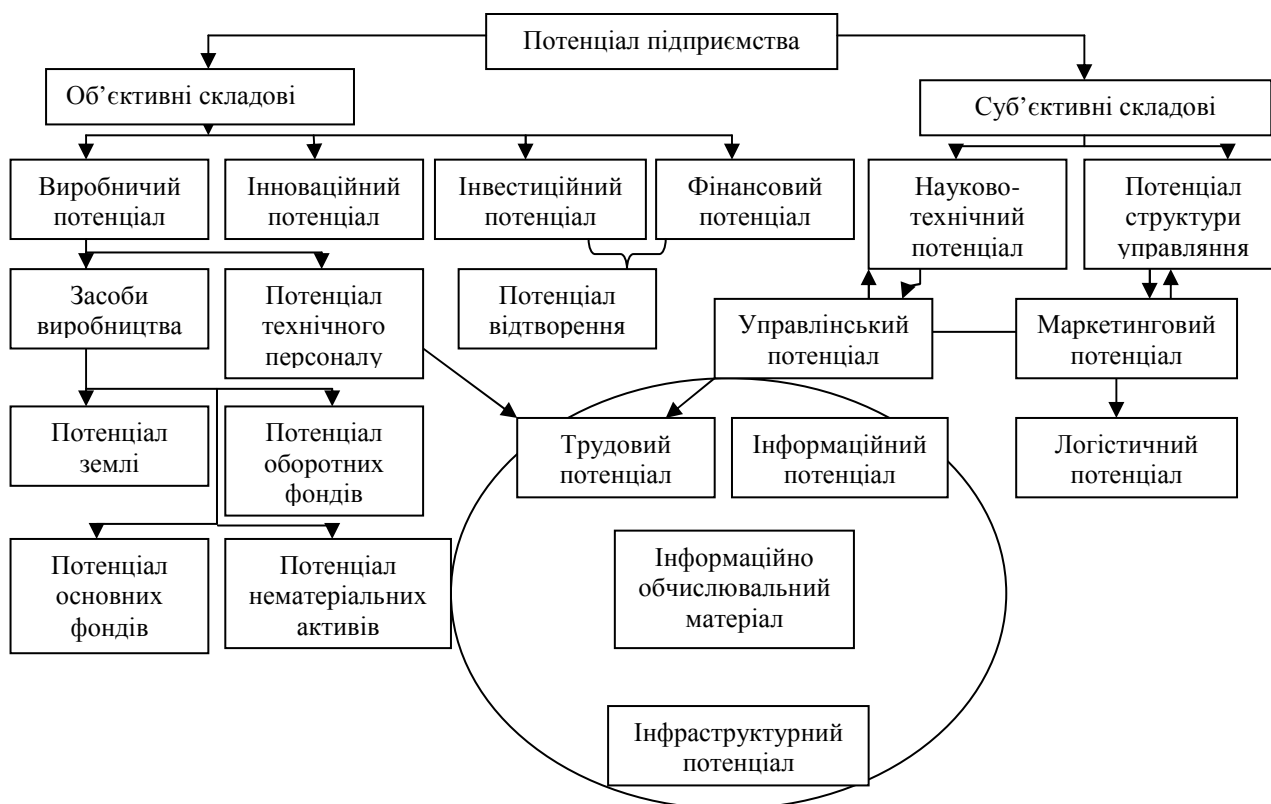 Потенціал підприємства
Об’єктивні складові
Суб’єктивні складові
Виробничий
потенціал
Інноваційний
потенціал
Інвестиційний
потенціал
Фінансовий
потенціал
Науково-
технічний
потенціал
Потенціал
структури
управляння
Засоби
виробництва
Потенціал
технічного
персоналу
Потенціал
відтворення
Управлінський
потенціал
Маркетинговий
потенціал
Потенціал
землі
Потенціал
оборотних
фондів
Трудовий
потенціал
Інформаційний
потенціал
Логістичний
потенціал
Потенціал
основних
фондів
Потенціал
нематеріальних
активів
Інформаційно
обчислювальний
матеріал
Інфраструктурний
потенціал